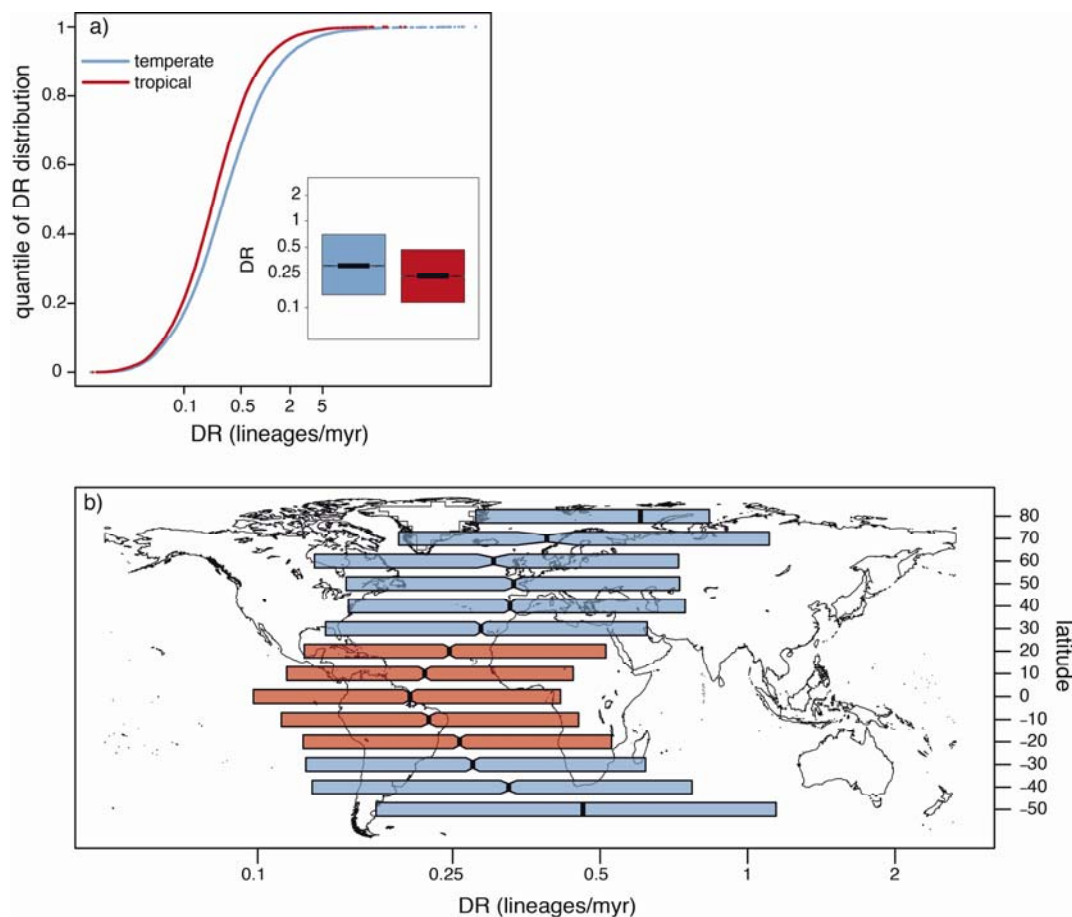 a)
temperate
tropical
quantile of DR distribution
1
0.8
0.6
0.4
0.2
0
DR
2
1
0.5
0.25
0.1
0.1 0.5 2 5
DR (lineages/myr)
b)
80
70
60
50
40
30
20
10
0
-10
-20
-30
-40
-50
latitude
0.1 0.25 0.5 1 2
DR (lineages/myr)